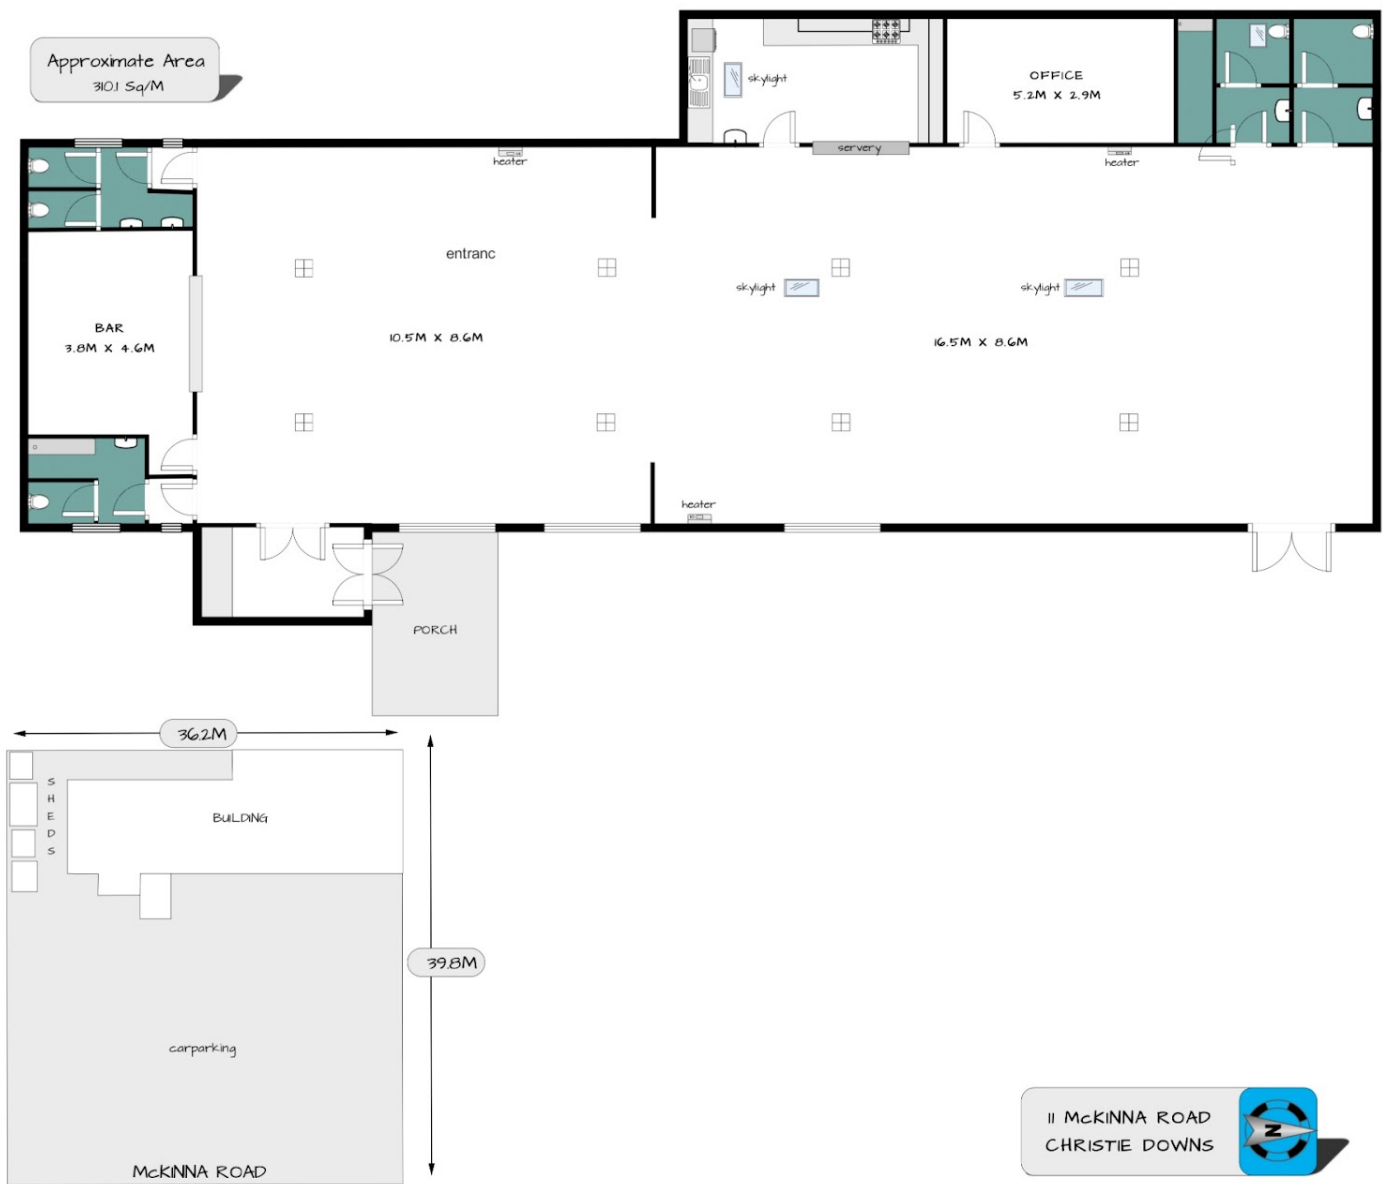 Approximate Area
310.1 Sq/M
skylight
OFFICE
5.2M X 2.9M
heater
servery
heater
entranc
skylight
skylight
BAR
3.8M X 4.6M
10.5M X 8.6M
16.5M X 8.6M
heater
PORCH
36.2M
SHEDS
BUILDING
39.8M
carparking
McKINNA ROAD
11 McKINNA ROAD
CHRISTIE DOWNS
N